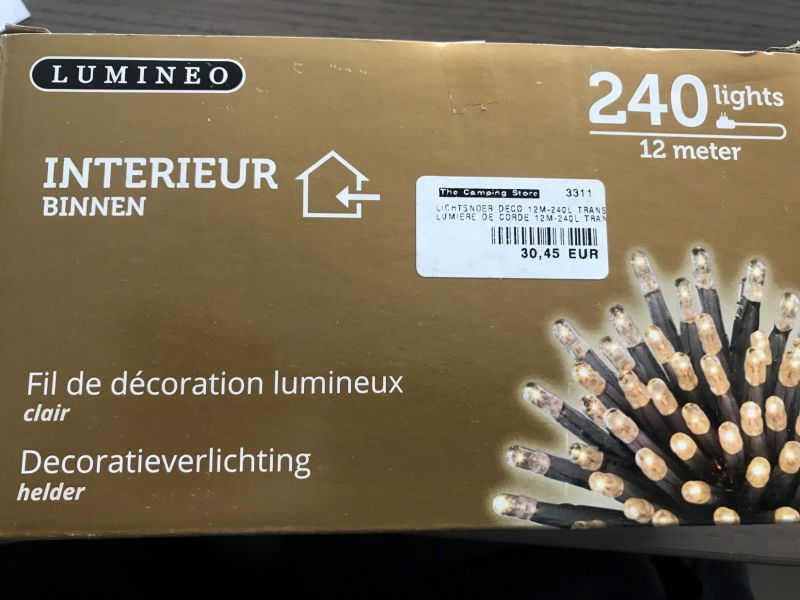 LUMINEO
240 lights
12 meter
INTERIEUR
BINNEN
The Camping Store 3311
LICHTSNOER DECO 12M-240L TRANS
LUMIERE DE CORDE 12M-240L TRAN
30,45 EUR
Fil de décoration lumineux
clair
Decoratieverlichting
helder